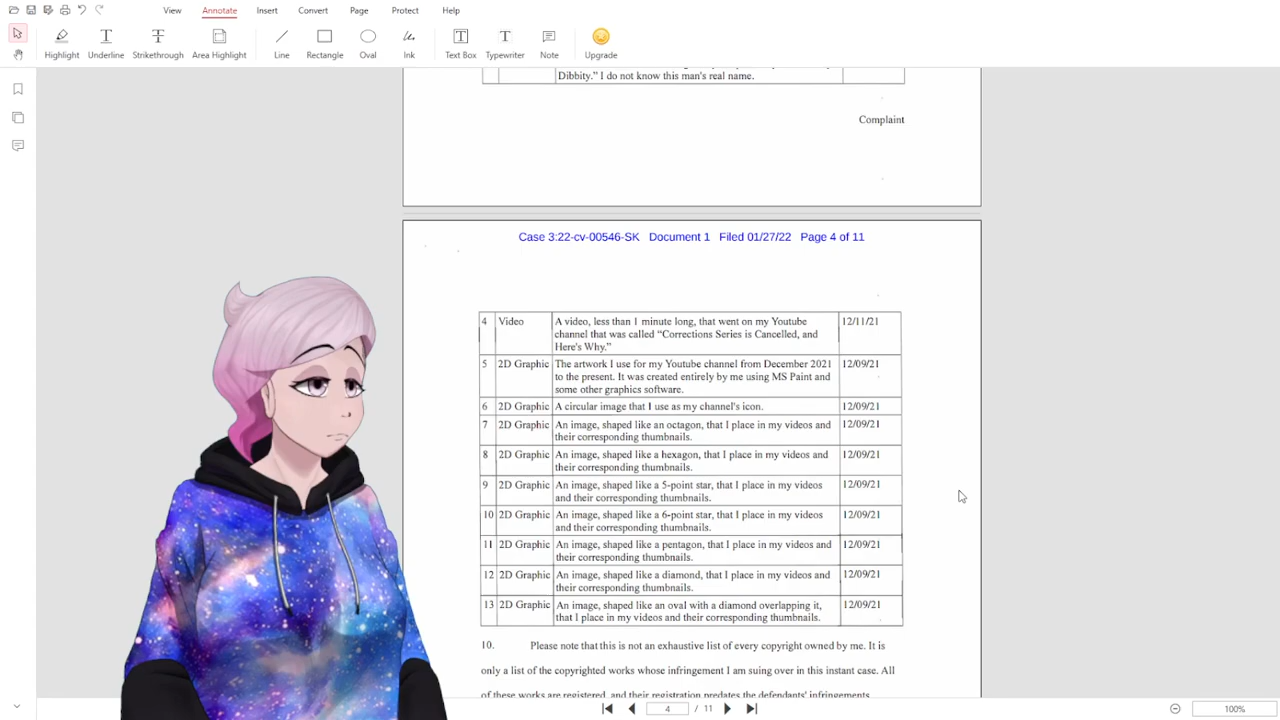 View Annotate Insert Convert Page Protect Help
Highlight Underline Strikethrough Area Highlight Line Rectangle Oval Ink Text Box Typewriter Note Upgrade
Dibbity." I do not know this man's real name.
Complaint
Case 3:22-cv-00546-SK Document 1 Filed 01/27/22 Page 4 of 11
4 Video A video, less than 1 minute long, that went on my Youtube 12/11/21
channel that was called "Corrections Series is Cancelled, and
Here's Why."
5 2D Graphic The artwork I use for my Youtube channel from December 2021 12/09/21
to the present. It was created entirely by me using MS Paint and
some other graphics software.
6 2D Graphic A circular image that I use as my channel's icon. 12/09/21
7 2D Graphic An image, shaped like an octagon, that I place in my videos and 12/09/21
their corresponding thumbnails.
8 2D Graphic An image, shaped like a hexagon, that I place in my videos and 12/09/21
their corresponding thumbnails.
9 2D Graphic An image, shaped like a 5-point star, that I place in my videos 12/09/21
and their corresponding thumbnails.
10 2D Graphic An image, shaped like a 6-point star, that I place in my videos 12/09/21
and their corresponding thumbnails.
11 2D Graphic An image, shaped like a pentagon, that I place in my videos and 12/09/21
their corresponding thumbnails.
12 2D Graphic An image, shaped like a diamond, that I place in my videos and 12/09/21
their corresponding thumbnails.
13 2D Graphic An image, shaped like an oval with a diamond overlapping it, 12/09/21
that I place in my videos and their corresponding thumbnails.
10. Please note that this is not an exhaustive list of every copyright owned by me. It is
only a list of the copyrighted works whose infringement I am suing over in this instant case. All
of these works are registered, and their registration predates the defendants' infringements
4 / 11 100%